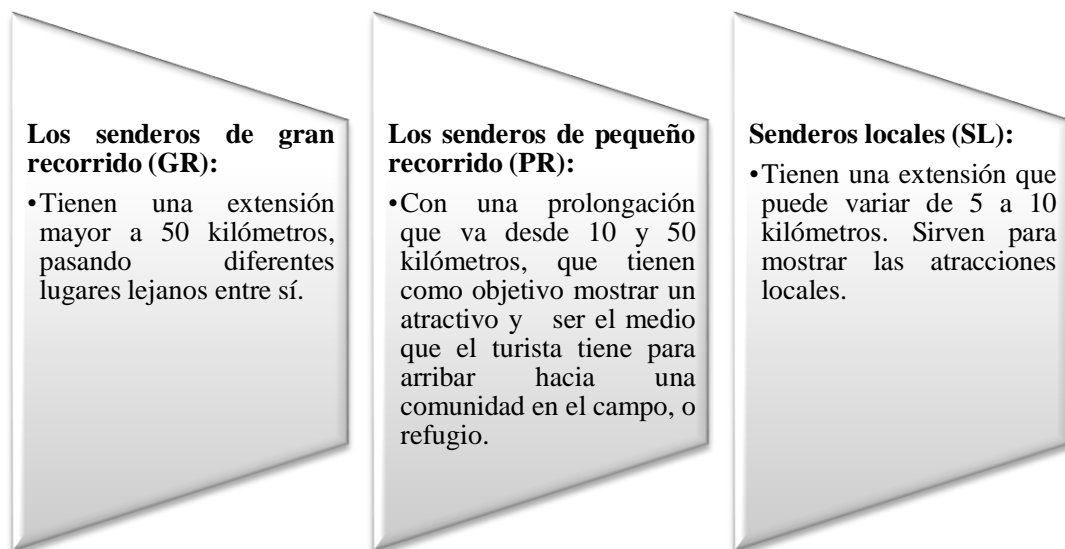 Los senderos de gran
recorrido (GR):
•Tienen una extensión
mayor a 50 kilómetros,
pasando diferentes
lugares lejanos entre sí.
Los senderos de pequeño
recorrido (PR):
•Con una prolongación
que va desde 10 y 50
kilómetros, que tienen
como objetivo mostrar un
atractivo y ser el medio
que el turista tiene para
arribar hacia una
comunidad en el campo, o
refugio.
Senderos locales (SL):
•Tienen una extensión que
puede variar de 5 a 10
kilómetros. Sirven para
mostrar las atracciones
locales.